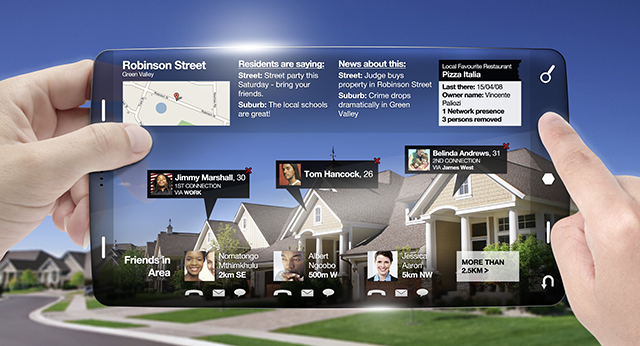 Robinson Street
Green Valley
Residents are saying:
Street: Street party this
Saturday - bring your
friends.
Suburb: The local schools
are great!
News about this:
Street: Judge buys
property in Robinson Street
Suburb: Crime drops
dramatically in Green
Valley
Local Favourite Restaurant
Pizza Italia
Last there: 15/04/08
Owner name: Vincente
Paliozi
1 Network presence
3 persons removed
Jimmy Marshall, 30
1ST CONNECTION
VIA WORK
Tom Hancock, 26
Belinda Andrews, 31
2ND CONNECTION
VIA James West
Friends in
Area
Nomatongo
Mthimkhulu
2km SE
Albert
Ngoobo
500m W
Jessica
Aaron
5km NW
MORE THAN
2.5KM >